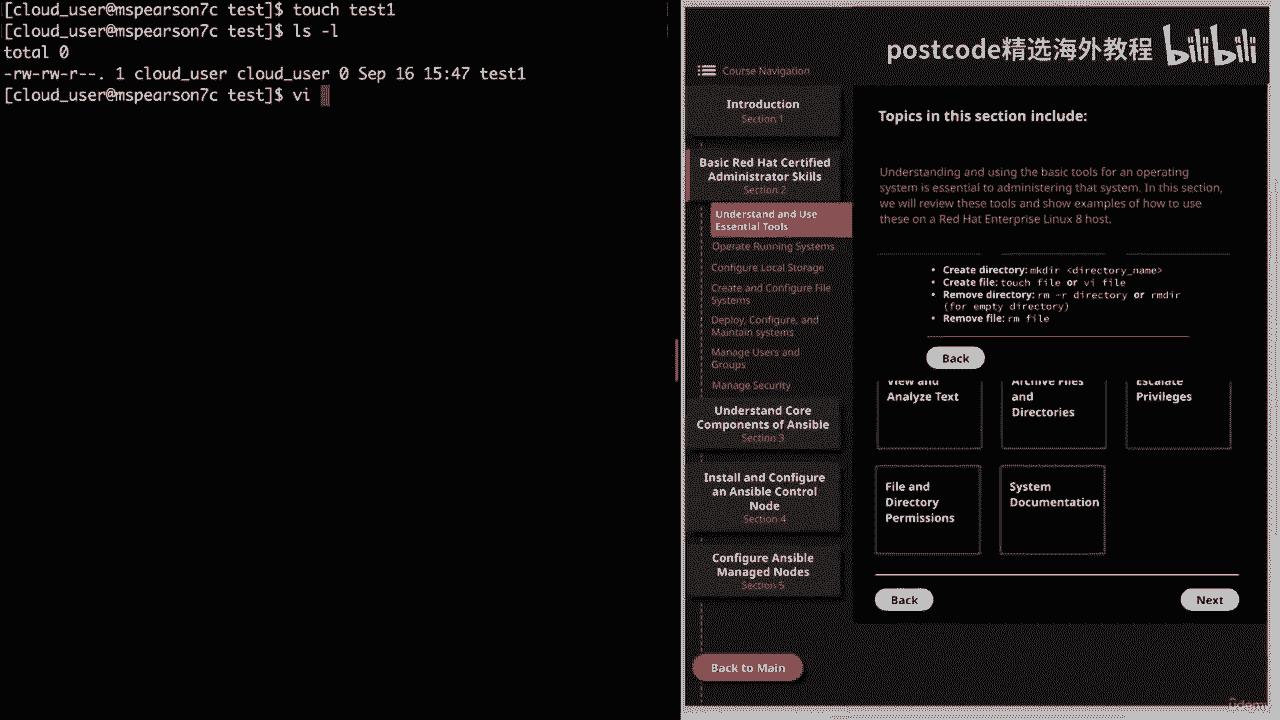 [cloud_user@mspearson7c test]$ touch test1
[cloud_user@mspearson7c test]$ ls -l
total 0
rw-rw-r--. 1 cloud_user cloud_user 0 Sep 16 15:47 test1
[cloud_user@mspearson7c test]$ vi
postcode精选海外教程 bilibili
Course Navigation
Introduction
Section 1
Basic Red Hat Certified
Administrator Skills
Section 2
Understand and Use
Essential Tools
Operate Running Systems
Configure Local Storage
Create and Configure File
Systems
Deploy, Configure, and
Maintain systems
Manage Users and
Groups
Manage Security
Understand Core
Components of Ansible
Section 3
Install and Configure
an Ansible Control
Node
Section 4
Configure Ansible
Managed Nodes
Section 5
Back to Main
Topics in this section include:
Understanding and using the basic tools for an operating
system is essential to administering that system. In this section,
we will review these tools and show examples of how to use
these on a Red Hat Enterprise Linux 8 host.
• Create directory: mkdir <directory_name>
• Create file: touch file or vi file
• Remove directory: rm -r directory or rmdir
(for empty directory)
• Remove file: rm file
Back
View and
Analyze Text
Archive Files
and
Directories
Escalate
Privileges
File and
Directory
Permissions
System
Documentation
Back
Next
ûdemy